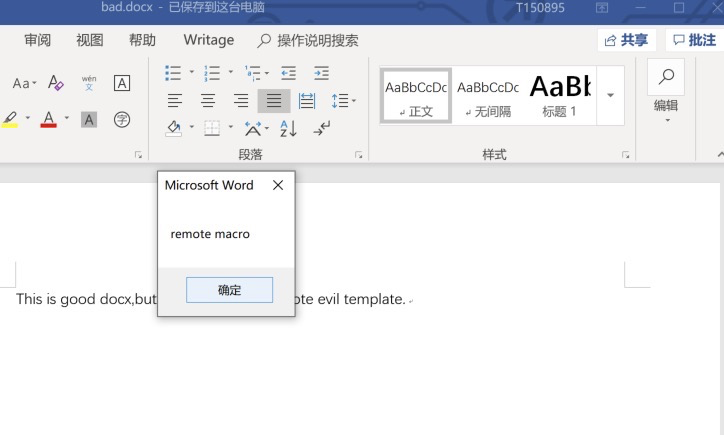 bad.docx - 已保存到这台电脑
T150895
审阅 视图 帮助 Writage 操作说明搜索 共享 批注
Aa wén 文 A
A A 字
段落
AaBbCcDc AaBbCcDc AaBl
正文 无间隔 标题 1
样式
编辑
Microsoft Word
remote macro
确定
This is good docx,but ote evil template.